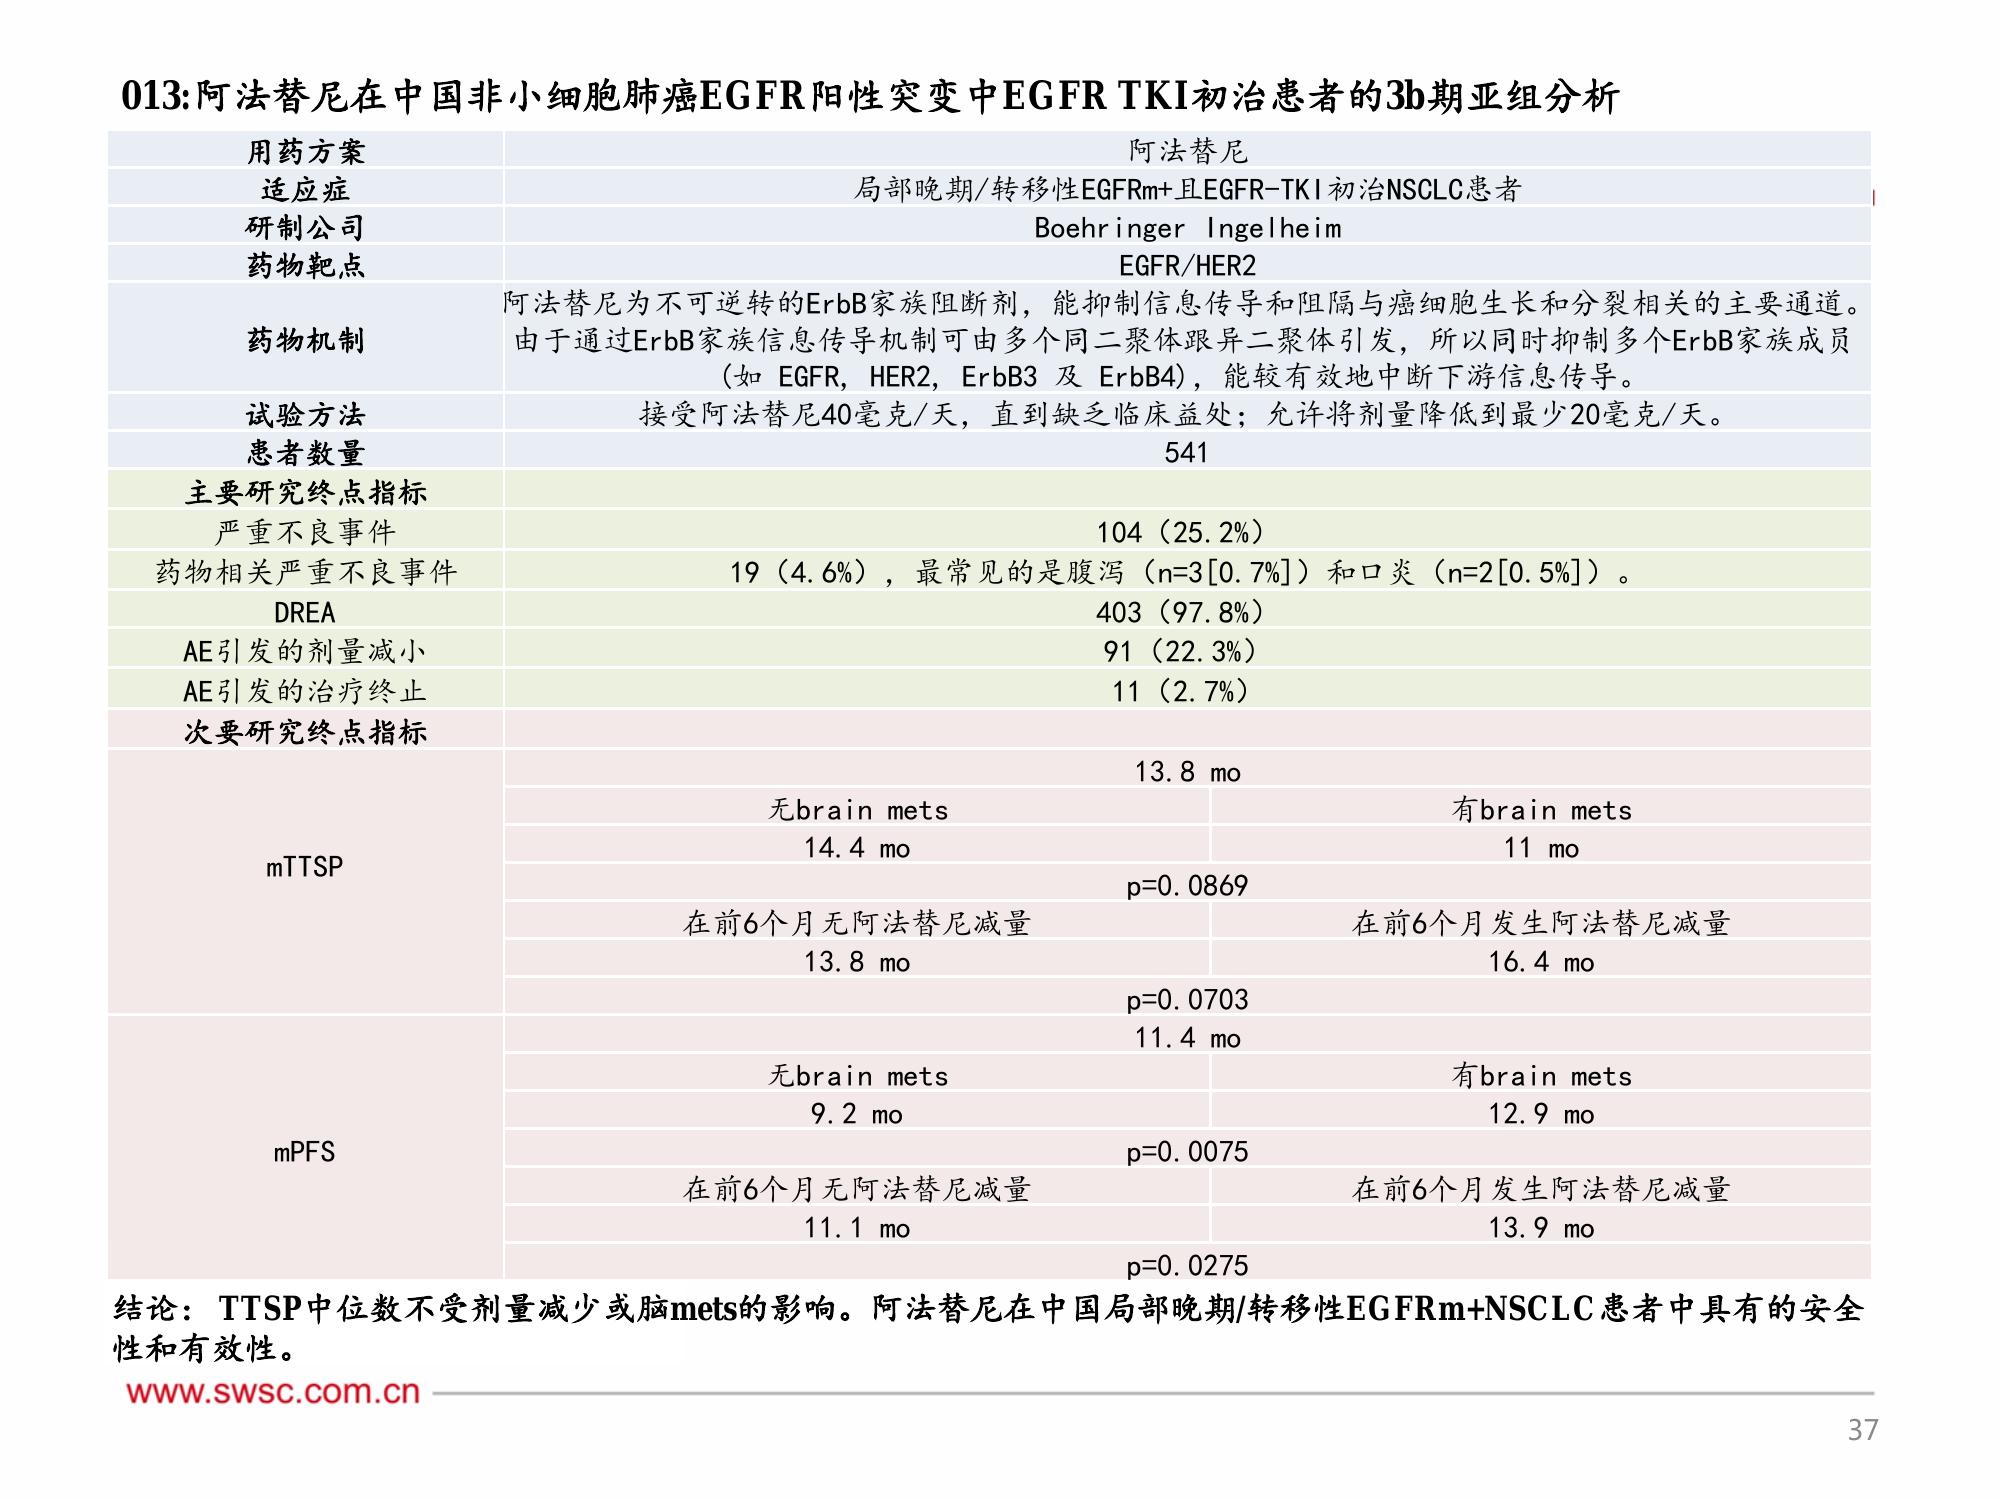 013:阿法替尼在中国非小细胞肺癌EGFR阳性突变中EGFR TKI初治患者的3b期亚组分析
用药方案 阿法替尼
适应症 局部晚期/转移性EGFRm+且EGFR-TKI初治NSCLC患者
研制公司 Boehringer Ingelheim
药物靶点 EGFR/HER2
药物机制
阿法替尼为不可逆转的ErbB家族阻断剂，能抑制信息传导和阻隔与癌细胞生长和分裂相关的主要通道。
由于通过ErbB家族信息传导机制可由多个同二聚体跟异二聚体引发，所以同时抑制多个ErbB家族成员
(如 EGFR, HER2, ErbB3 及 ErbB4)，能较有效地中断下游信息传导。
试验方法 接受阿法替尼40毫克/天，直到缺乏临床益处；允许将剂量降低到最少20毫克/天。
患者数量 541
主要研究终点指标
严重不良事件 104（25.2%）
药物相关严重不良事件 19（4.6%）, 最常见的是腹泻（n=3[0.7%]）和口炎（n=2[0.5%]）。
DREA 403（97.8%）
AE引发的剂量减小 91（22.3%）
AE引发的治疗终止 11（2.7%）
次要研究终点指标
mTTSP
13.8 mo
无brain mets 有brain mets
14.4 mo 11 mo
p=0.0869
在前6个月无阿法替尼减量 在前6个月发生阿法替尼减量
13.8 mo 16.4 mo
p=0.0703
mPFS
11.4 mo
无brain mets 有brain mets
9.2 mo 12.9 mo
p=0.0075
在前6个月无阿法替尼减量 在前6个月发生阿法替尼减量
11.1 mo 13.9 mo
p=0.0275
结论： TTSP中位数不受剂量减少或脑mets的影响。阿法替尼在中国局部晚期/转移性EGFRm+NSCLC患者中具有的安全
性和有效性。
www.swsc.com.cn
37